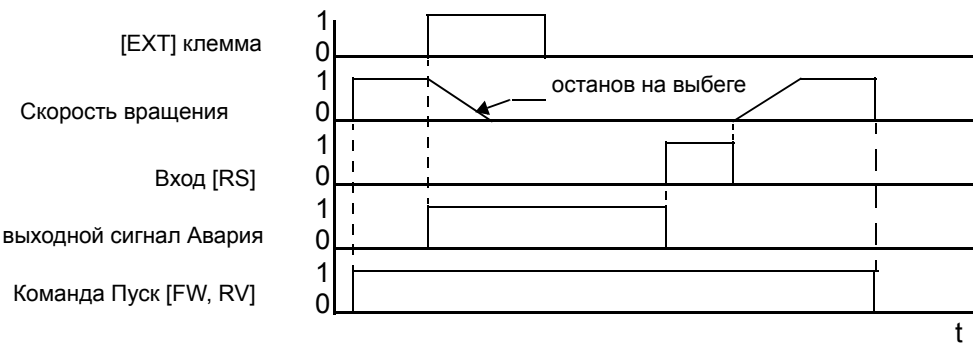 [EXT] клемма
1
0
Скорость вращения
1
0
останов на выбеге
Вход [RS]
1
0
выходной сигнал Авария
1
0
Команда Пуск [FW, RV]
1
0
t